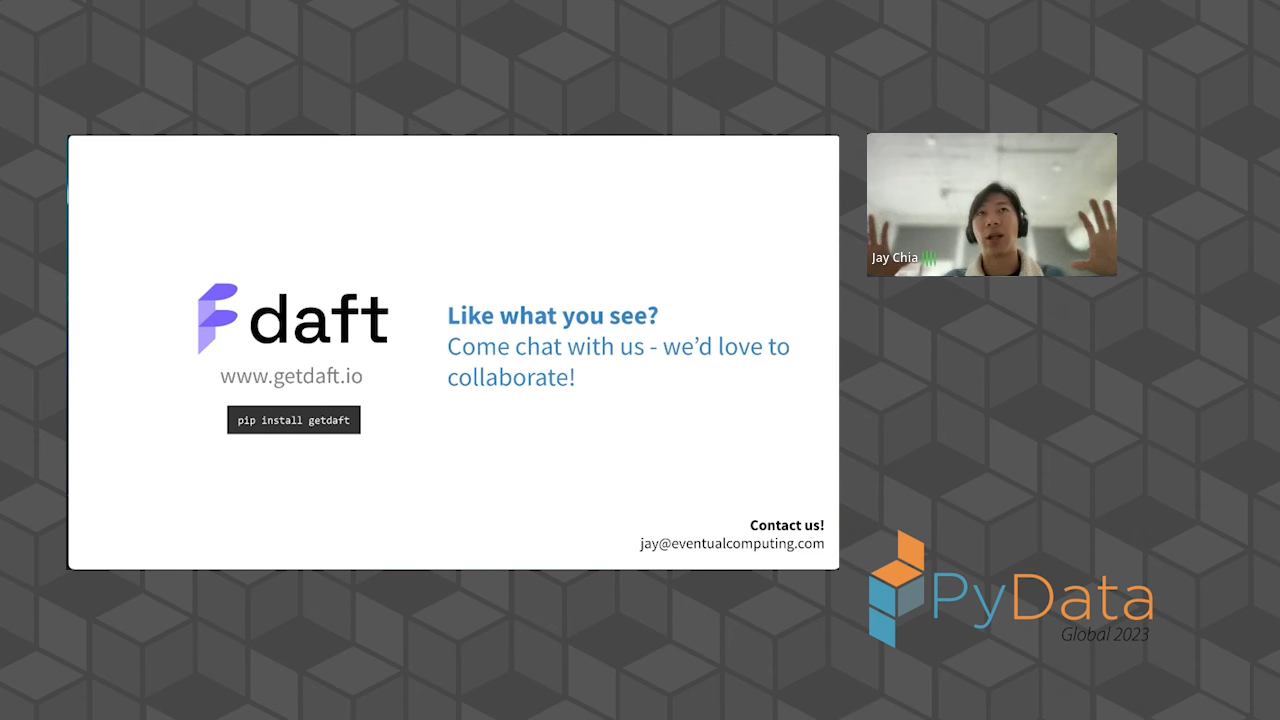 daft
www.getdaft.io
pip install getdaft
Like what you see?
Come chat with us - we'd love to
collaborate!
Contact us!
jay@eventualcomputing.com
Jay Chia
PyData
Global 2023